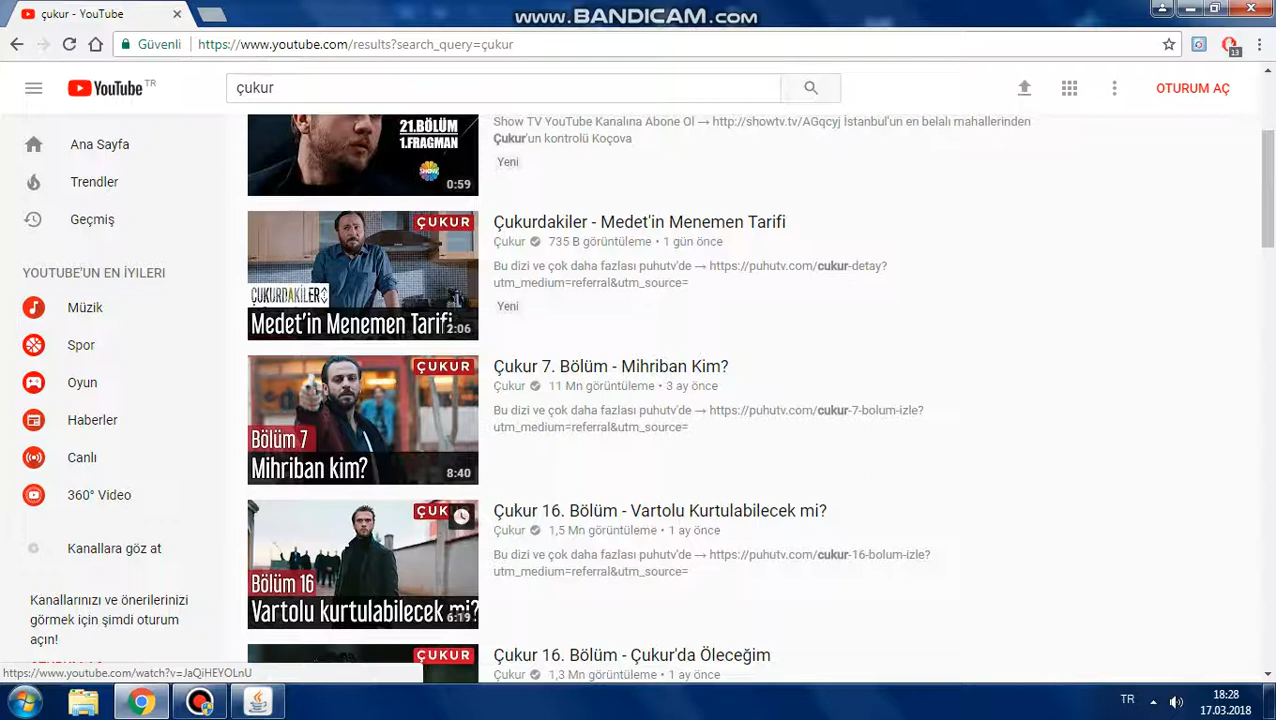 çukur - YouTube
www.BANDICAM.com
Güvenli
https://www.youtube.com/results?search_query=çukur
13
YouTube TR
çukur
OTURUM AÇ
Ana Sayfa
Trendler
Geçmiş
YOUTUBE'UN EN İYİLERİ
Müzik
Spor
Oyun
Haberler
Canlı
360° Video
Kanallara göz at
Kanallarınızı ve önerilerinizi
görmek için şimdi oturum
açın!
21.BÖLÜM
1.FRAGMAN
SHOW
0:59
Show TV YouTube Kanalına Abone Ol → http://showtv.tv/AGqcyj İstanbul'un en belalı mahallerinden
Çukur'un kontrolü Koçova
Yeni
ÇUKUR
ÇUKURDAKİLER
Medet'in Menemen Tarifi
2:06
Çukurdakiler - Medet'in Menemen Tarifi
Çukur 735 B görüntüleme • 1 gün önce
Bu dizi ve çok daha fazlası puhutv'de → https://puhutv.com/cukur-detay?
utm_medium=referral&utm_source=
Yeni
ÇUKUR
Bölüm 7
Mihriban kim?
8:40
Çukur 7. Bölüm - Mihriban Kim?
Çukur 11 Mn görüntüleme • 3 ay önce
Bu dizi ve çok daha fazlası puhutv'de → https://puhutv.com/cukur-7-bolum-izle?
utm_medium=referral&utm_source=
ÇUK
Bölüm 16
Vartolu kurtulabilecek mi?
6:19
Çukur 16. Bölüm - Vartolu Kurtulabilecek mi?
Çukur 1,5 Mn görüntüleme • 1 ay önce
Bu dizi ve çok daha fazlası puhutv'de → https://puhutv.com/cukur-16-bolum-izle?
utm_medium=referral&utm_source=
ÇUKUR
Çukur 16. Bölüm - Çukur'da Öleceğim
Çukur 1,3 Mn görüntüleme • 1 ay önce
https://www.youtube.com/watch?v=JaQiHEYOLnU
TR
18:28
17.03.2018